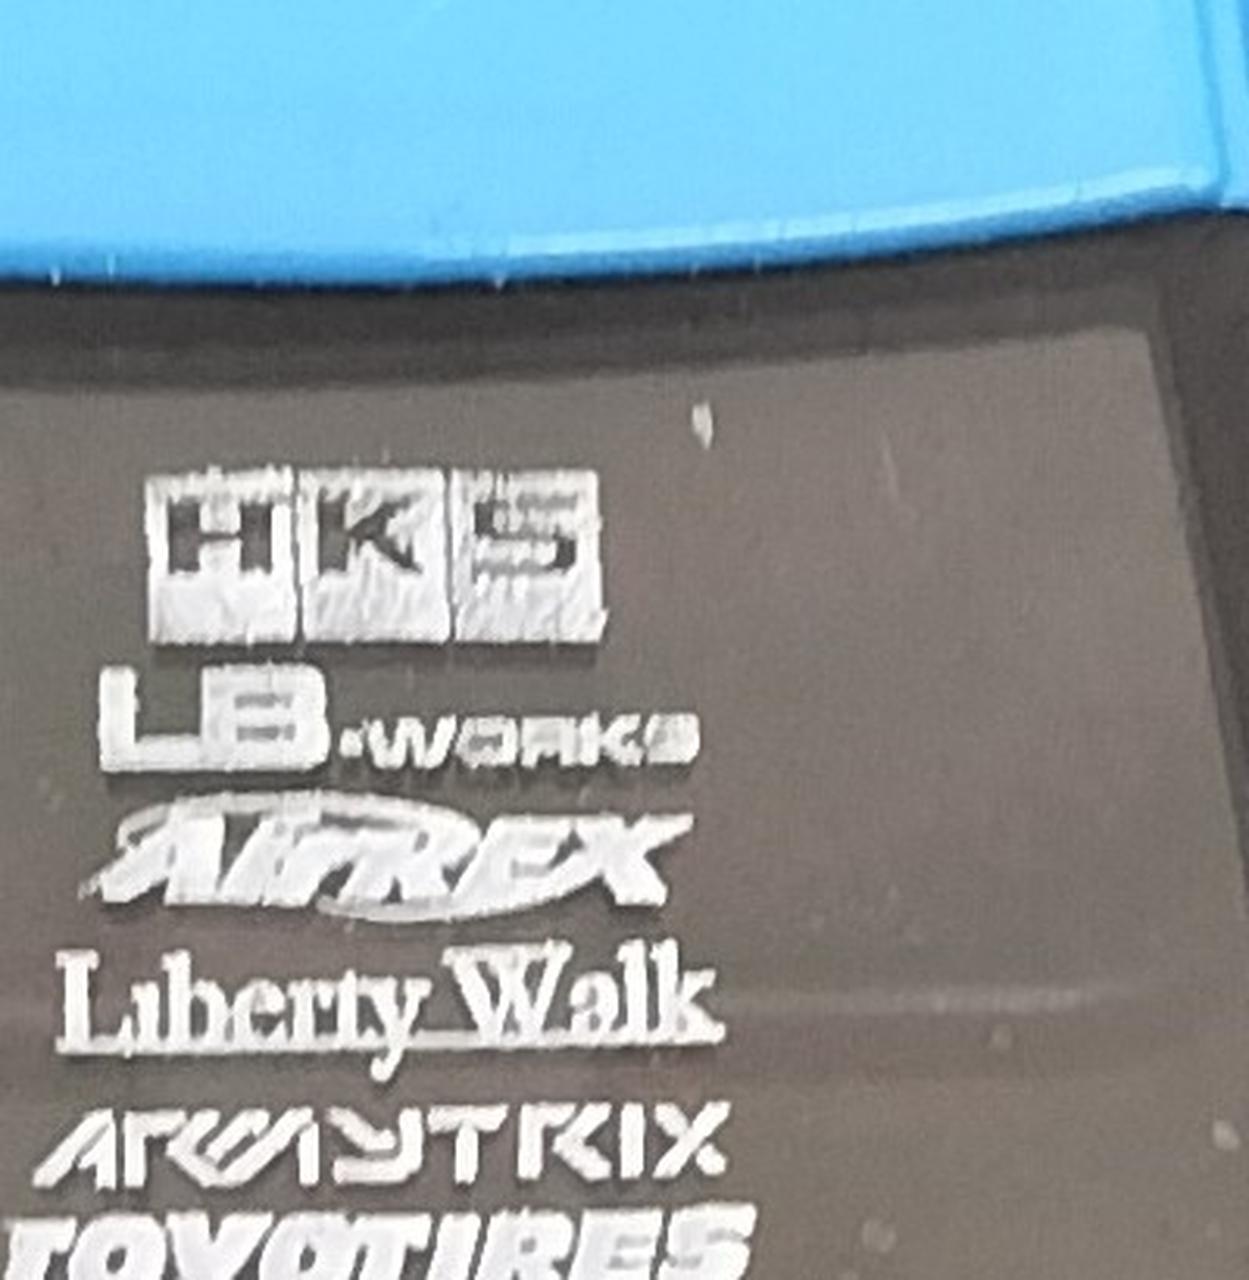 HKS
LB・WORKS
AIRREX
Liberty Walk
ARMYTRIX
TOYOTIRES